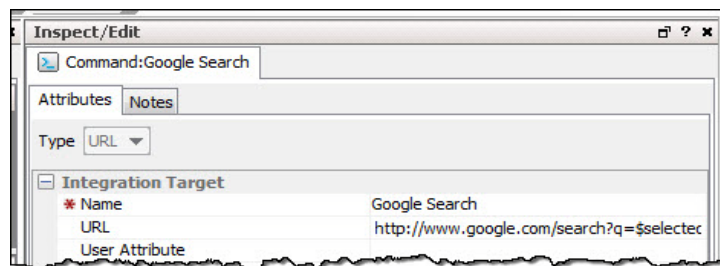 Inspect/Edit
Command:Google Search
Attributes Notes
Type URL
Integration Target
* Name Google Search
URL http://www.google.com/search?q=$selectec
User Attribute